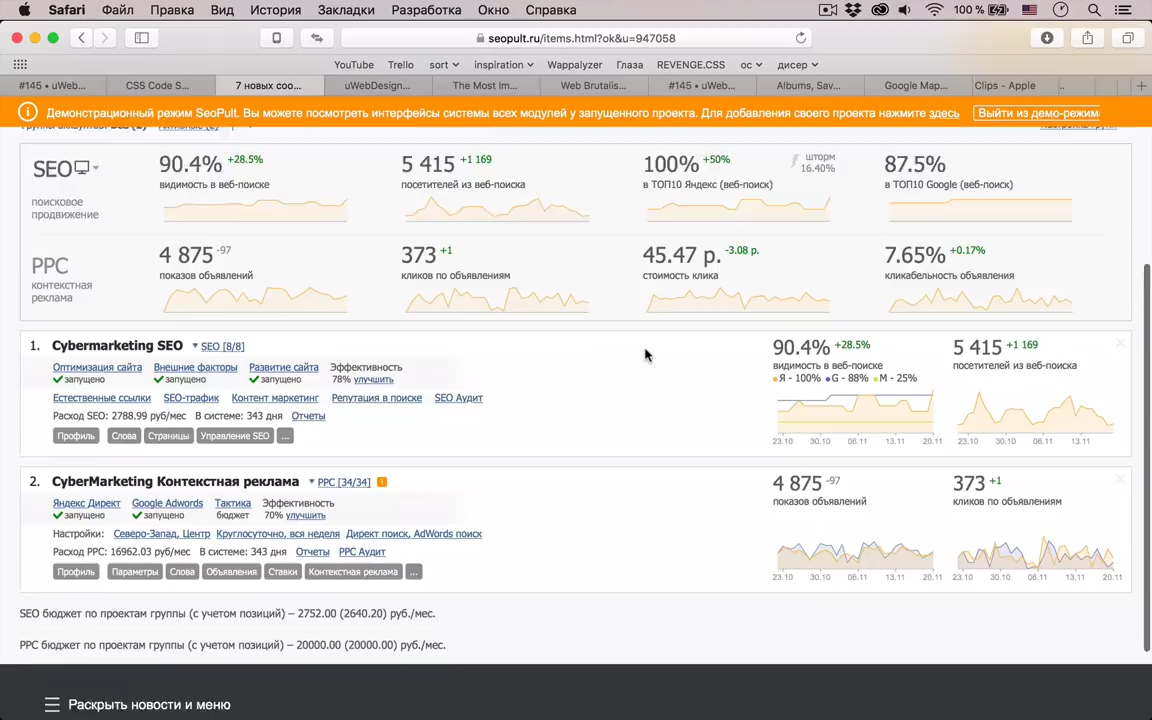 Safari Файл Правка Вид История Закладки Разработка Окно Справка 100 %
seopult.ru/items.html?ok&u=947058
YouTube Trello sort inspiration Wappalyzer Глаза REVENGE.CSS ос дисер
#145 • uWeb... CSS Code S... 7 новых соо... uWebDesign... The Most Im... Web Brutalis... #145 • uWeb... Albums, Sav... Google Map... Clips - Apple ..
Демонстрационный режим SeoPult. Вы можете посмотреть интерфейсы системы всех модулей у запущенного проекта. Для добавления своего проекта нажмите здесь Выйти из демо-режима
SEO 90.4% +28.5% 5 415 +1 169 100% +50% шторм 16.40% 87.5%
видимость в веб-поиске посетителей из веб-поиска в ТОП10 Яндекс (веб-поиск) в ТОП10 Google (веб-поиск)
поисковое
продвижение
PPC 4 875 -97 373 +1 45.47 р. -3.08 р. 7.65% +0.17%
показов объявлений кликов по объявлениям стоимость клика кликабельность объявления
контекстная
реклама
1. Cybermarketing SEO SEO [8/8] 90.4% +28.5% 5 415 +1 169
Оптимизация сайта Внешние факторы Развитие сайта Эффективность видимость в веб-поиске посетителей из веб-поиска
запущено запущено запущено 78% улучшить Я - 100% G - 88% М - 25%
Естественные ссылки SEO-трафик Контент маркетинг Репутация в поиске SEO Аудит
Расход SEO: 2788.99 руб/мес В системе: 343 дня Отчеты
Профиль Слова Страницы Управление SEO ...
23.10 30.10 06.11 13.11 20.11 23.10 30.10 06.11 13.11
2. CyberMarketing Контекстная реклама PPC [34/34] 4 875 -97 373 +1
Яндекс Директ Google Adwords Тактика Эффективность показов объявлений кликов по объявлениям
запущено запущено бюджет 70% улучшить
Настройки: Северо-Запад, Центр Круглосуточно, вся неделя Директ поиск, AdWords поиск
Расход PPC: 16962.03 руб/мес В системе: 343 дня Отчеты PPC Аудит
Профиль Параметры Слова Объявления Ставки Контекстная реклама ...
23.10 30.10 06.11 13.11 20.11 23.10 30.10 06.11 13.11 20.11
SEO бюджет по проектам группы (с учетом позиций) – 2752.00 (2640.20) руб./мес.
PPC бюджет по проектам группы (с учетом позиций) – 20000.00 (20000.00) руб./мес.
Раскрыть новости и меню